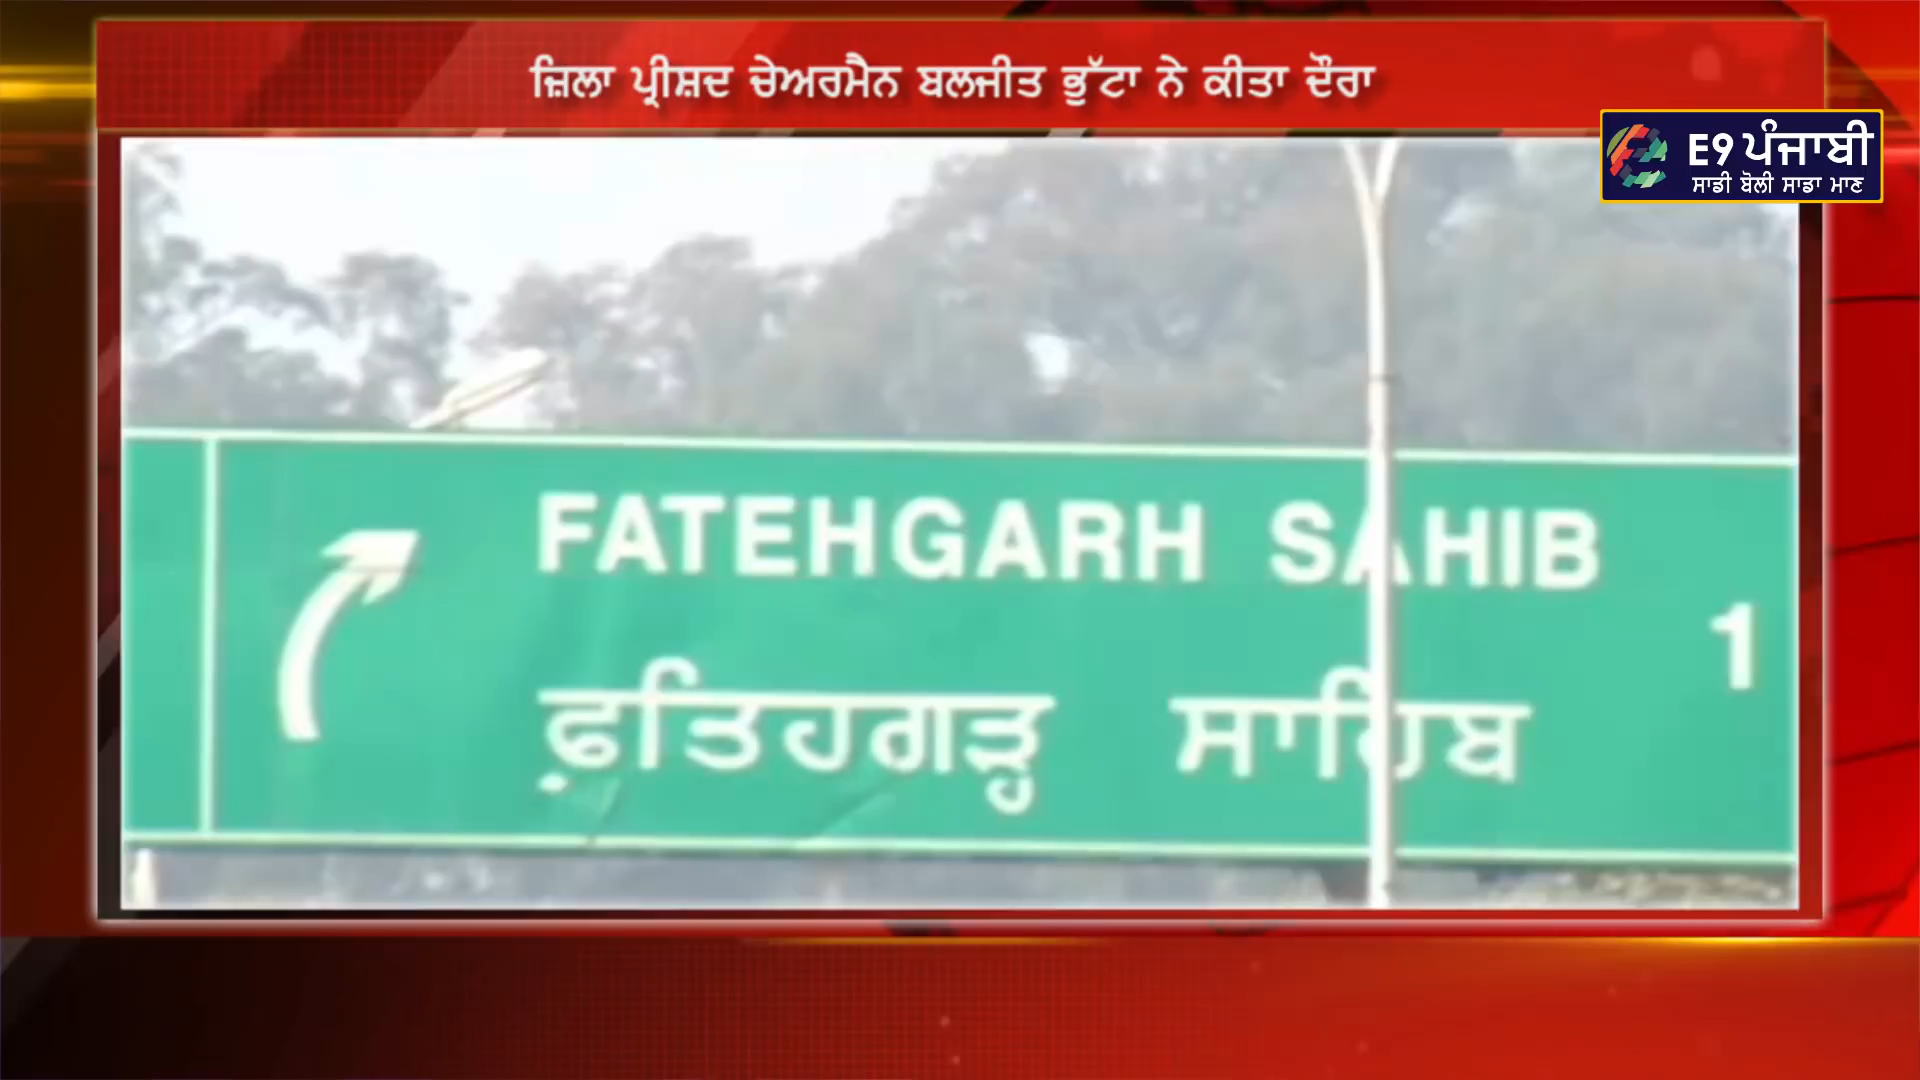 ਜ਼ਿਲਾ ਪ੍ਰੀਸ਼ਦ ਚੇਅਰਮੈਨ ਬਲਜੀਤ ਭੁੱਟਾ ਨੇ ਕੀਤਾ ਦੌਰਾ
E9 ਪੰਜਾਬੀ
ਸਾਡੀ ਬੋਲੀ ਸਾਡਾ ਮਾਣ
FATEHGARH SAHIB
1
ਫ਼ਤਿਹਗੜ੍ਹ ਸਾਹਿਬ